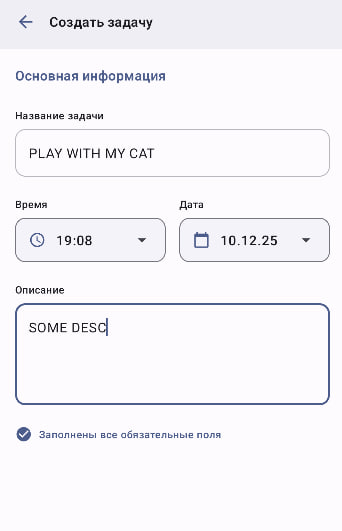 Создать задачу
Основная информация
Название задачи
PLAY WITH MY CAT
Время Дата
19:08 10.12.25
Описание
SOME DESC
Заполнены все обязательные поля